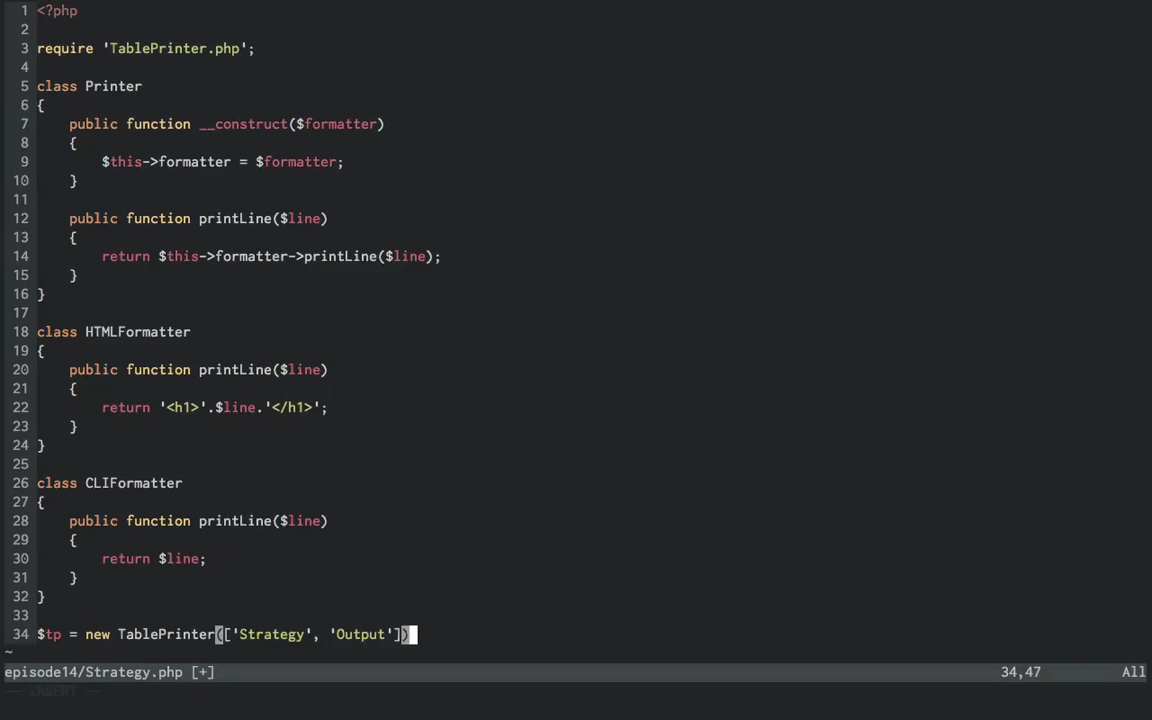 1 <?php
2
3 require 'TablePrinter.php';
4
5 class Printer
6 {
7     public function __construct($formatter)
8     {
9         $this->formatter = $formatter;
10     }
11
12     public function printLine($line)
13     {
14         return $this->formatter->printLine($line);
15     }
16 }
17
18 class HTMLFormatter
19 {
20     public function printLine($line)
21     {
22         return '<h1>'.$line.'</h1>';
23     }
24 }
25
26 class CLIFormatter
27 {
28     public function printLine($line)
29     {
30         return $line;
31     }
32 }
33
34 $tp = new TablePrinter(['Strategy', 'Output'])
~
episode14/Strategy.php [+] 34,47 All
-- INSERT --